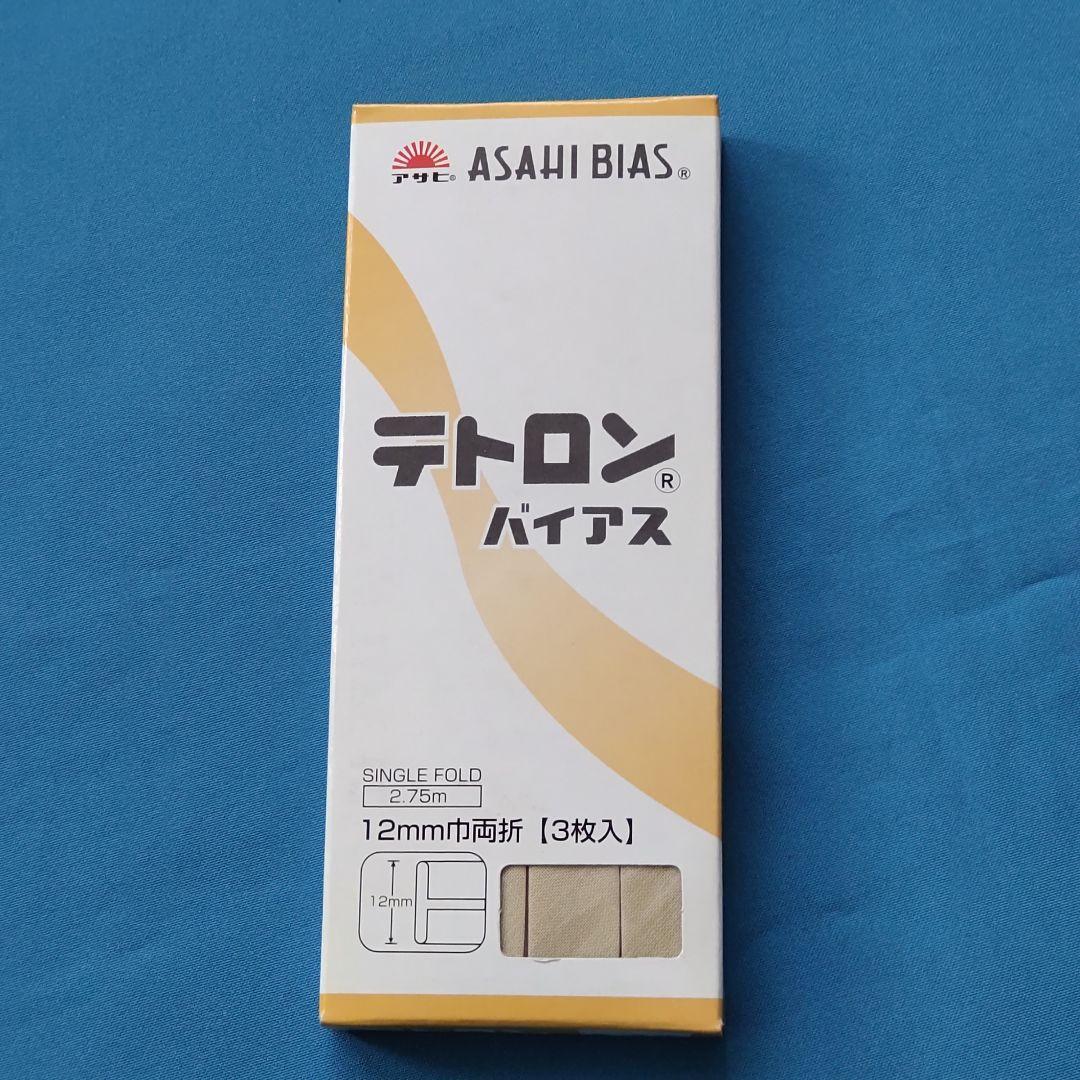 アサヒ® ASAHI BIAS®
テトロン®
バイアス
SINGLE FOLD
2.75m
12mm巾両折【3枚入】
12mm